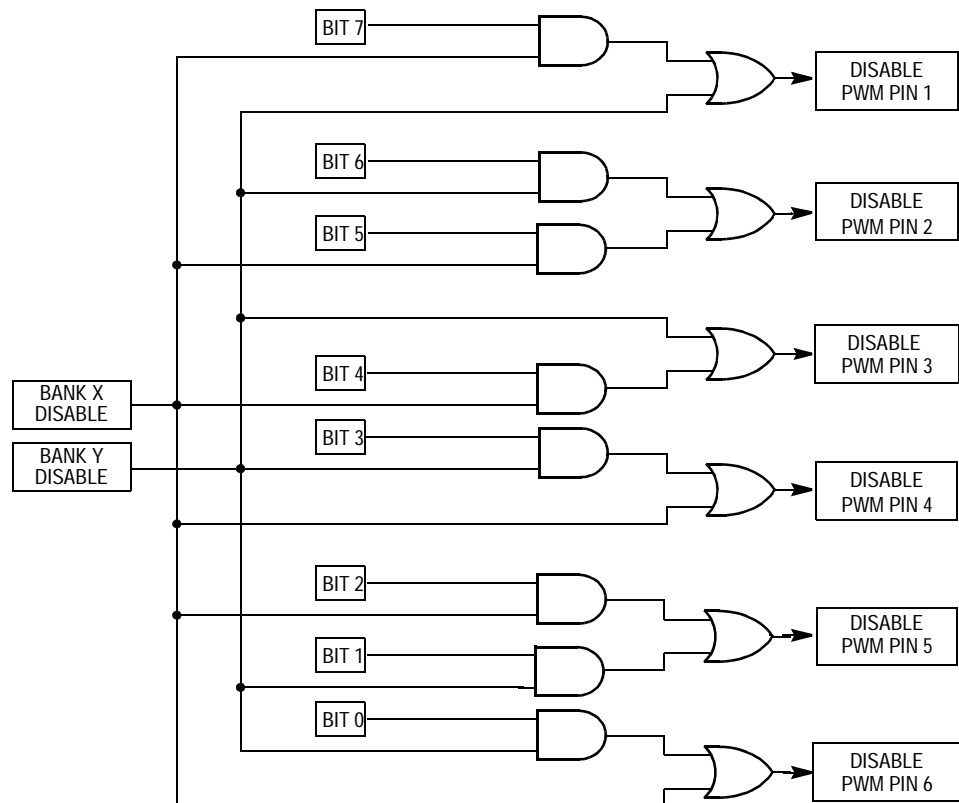 BIT 7
DISABLE
PWM PIN 1
BIT 6
DISABLE
PWM PIN 2
BIT 5
DISABLE
PWM PIN 3
BIT 4
BANK X
DISABLE
BIT 3
BANK Y
DISABLE
DISABLE
PWM PIN 4
BIT 2
DISABLE
PWM PIN 5
BIT 1
BIT 0
DISABLE
PWM PIN 6